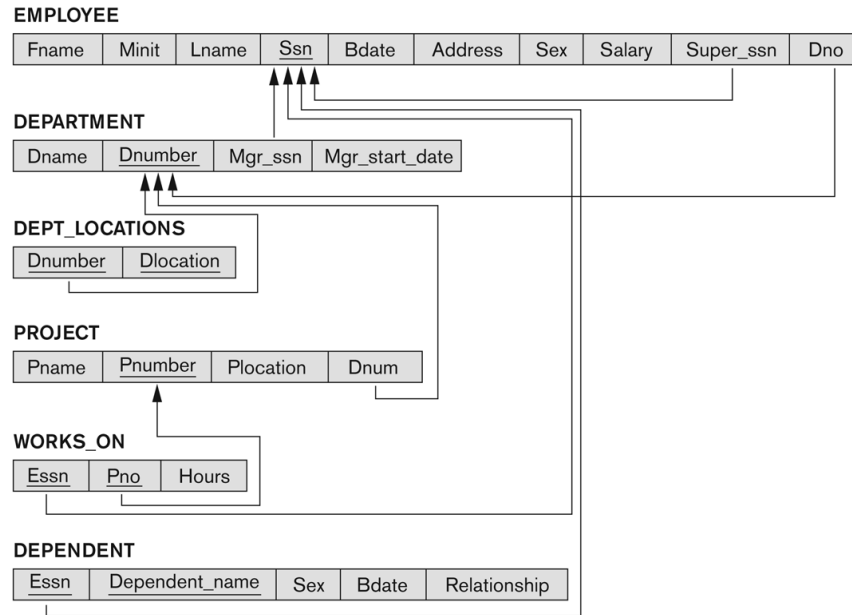 EMPLOYEE
Fname Minit Lname Ssn Bdate Address Sex Salary Super_ssn Dno
DEPARTMENT
Dname Dnumber Mgr_ssn Mgr_start_date
DEPT_LOCATIONS
Dnumber Dlocation
PROJECT
Pname Pnumber Plocation Dnum
WORKS_ON
Essn Pno Hours
DEPENDENT
Essn Dependent_name Sex Bdate Relationship